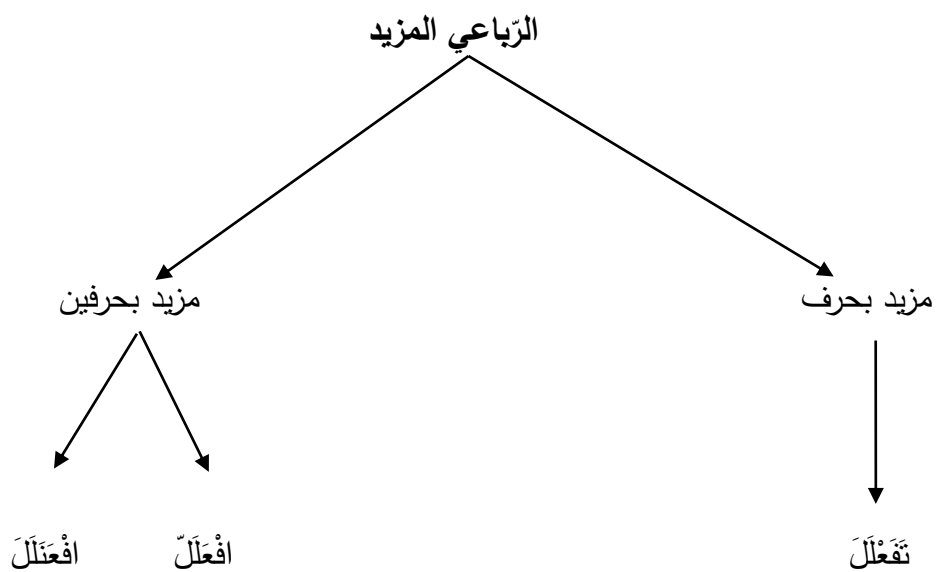 الرّباعي المزيد
مزيد بحرف
مزيد بحرفين
تَفَعْلَلَ
افْعَلَلّ
افْعَنَلَلَ